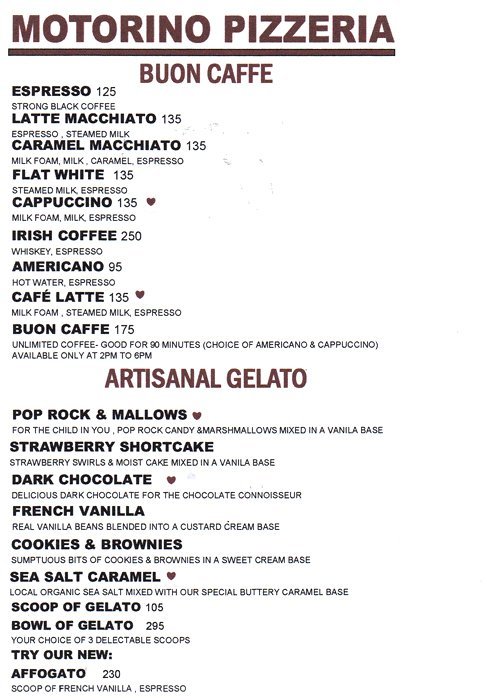 MOTORINO PIZZERIA
BUON CAFFE
ESPRESSO 125
STRONG BLACK COFFEE
LATTE MACCHIATO 135
ESPRESSO , STEAMED MILK
CARAMEL MACCHIATO 135
MILK FOAM, MILK , CARAMEL, ESPRESSO
FLAT WHITE 135
STEAMED MILK, ESPRESSO
CAPPUCCINO 135
MILK FOAM, MILK, ESPRESSO
IRISH COFFEE 250
WHISKEY, ESPRESSO
AMERICANO 95
HOT WATER, ESPRESSO
CAFÉ LATTE 135
MILK FOAM , STEAMED MILK, ESPRESSO
BUON CAFFE 175
UNLIMITED COFFEE- GOOD FOR 90 MINUTES (CHOICE OF AMERICANO & CAPPUCCINO)
AVAILABLE ONLY AT 2PM TO 6PM
ARTISANAL GELATO
POP ROCK & MALLOWS
FOR THE CHILD IN YOU , POP ROCK CANDY &MARSHMALLOWS MIXED IN A VANILA BASE
STRAWBERRY SHORTCAKE
STRAWBERRY SWIRLS & MOIST CAKE MIXED IN A VANILA BASE
DARK CHOCOLATE
DELICIOUS DARK CHOCOLATE FOR THE CHOCOLATE CONNOISSEUR
FRENCH VANILLA
REAL VANILLA BEANS BLENDED INTO A CUSTARD CREAM BASE
COOKIES & BROWNIES
SUMPTUOUS BITS OF COOKIES & BROWNIES IN A SWEET CREAM BASE
SEA SALT CARAMEL
LOCAL ORGANIC SEA SALT MIXED WITH OUR SPECIAL BUTTERY CARAMEL BASE
SCOOP OF GELATO 105
BOWL OF GELATO 295
YOUR CHOICE OF 3 DELECTABLE SCOOPS
TRY OUR NEW:
AFFOGATO 230
SCOOP OF FRENCH VANILLA , ESPRESSO